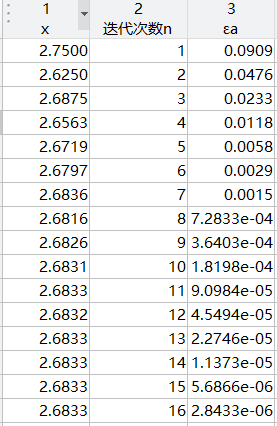 1 2 3
x 迭代次数n εa
2.7500 1 0.0909
2.6250 2 0.0476
2.6875 3 0.0233
2.6563 4 0.0118
2.6719 5 0.0058
2.6797 6 0.0029
2.6836 7 0.0015
2.6816 8 7.2833e-04
2.6826 9 3.6403e-04
2.6831 10 1.8198e-04
2.6833 11 9.0984e-05
2.6832 12 4.5494e-05
2.6833 13 2.2746e-05
2.6833 14 1.1373e-05
2.6833 15 5.6866e-06
2.6833 16 2.8433e-06